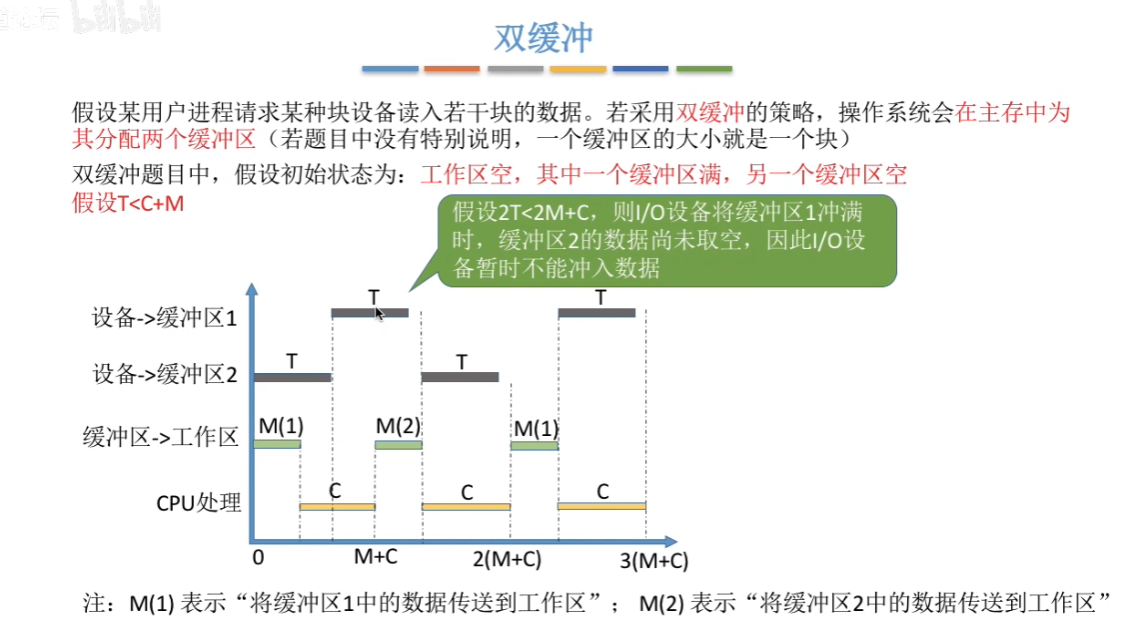 bilibili
双缓冲
假设某用户进程请求某种块设备读入若干块的数据。若采用双缓冲的策略，操作系统会在主存中为
其分配两个缓冲区（若题目中没有特别说明，一个缓冲区的大小就是一个块）
双缓冲题目中，假设初始状态为：工作区空，其中一个缓冲区满，另一个缓冲区空
假设T<C+M
假设2T<2M+C，则I/O设备将缓冲区1冲满
时，缓冲区2的数据尚未取空，因此I/O设
备暂时不能冲入数据
设备->缓冲区1
T
T
设备->缓冲区2
T
T
缓冲区->工作区
M(1)
M(2)
M(1)
CPU处理
C
C
C
0
M+C
2(M+C)
3(M+C)
注：M(1) 表示“将缓冲区1中的数据传送到工作区”； M(2) 表示“将缓冲区2中的数据传送到工作区”